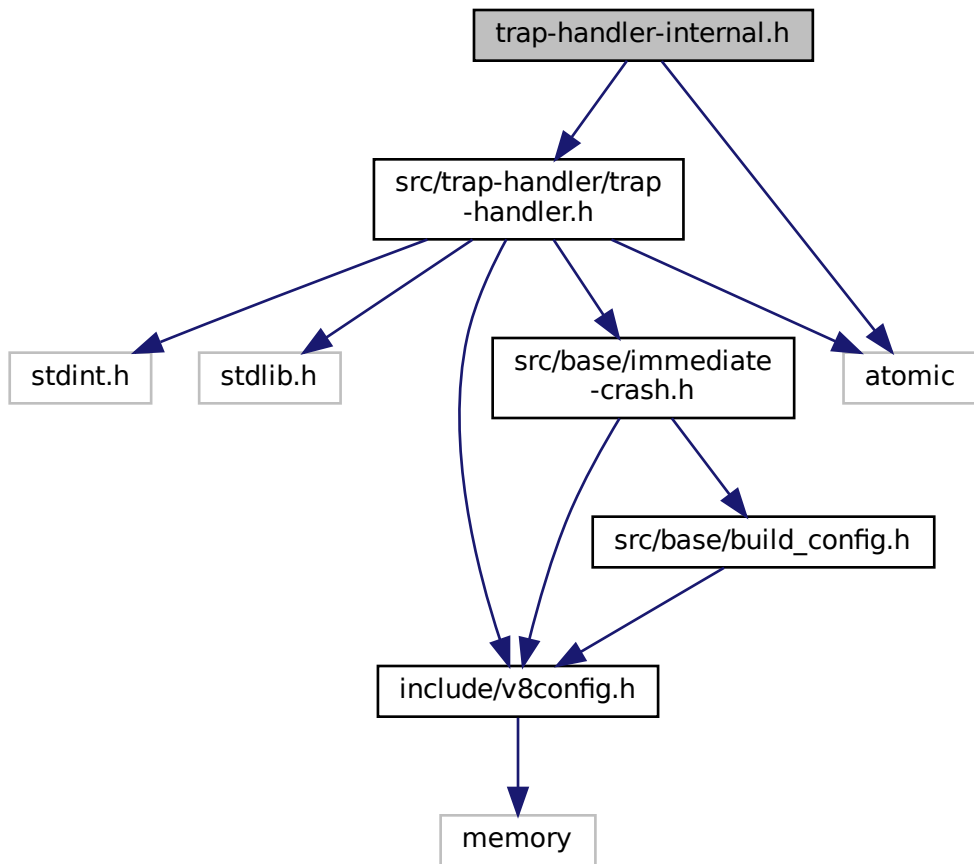 trap-handler-internal.h
src/trap-handler/trap
-handler.h
stdint.h
stdlib.h
src/base/immediate
-crash.h
atomic
src/base/build_config.h
include/v8config.h
memory